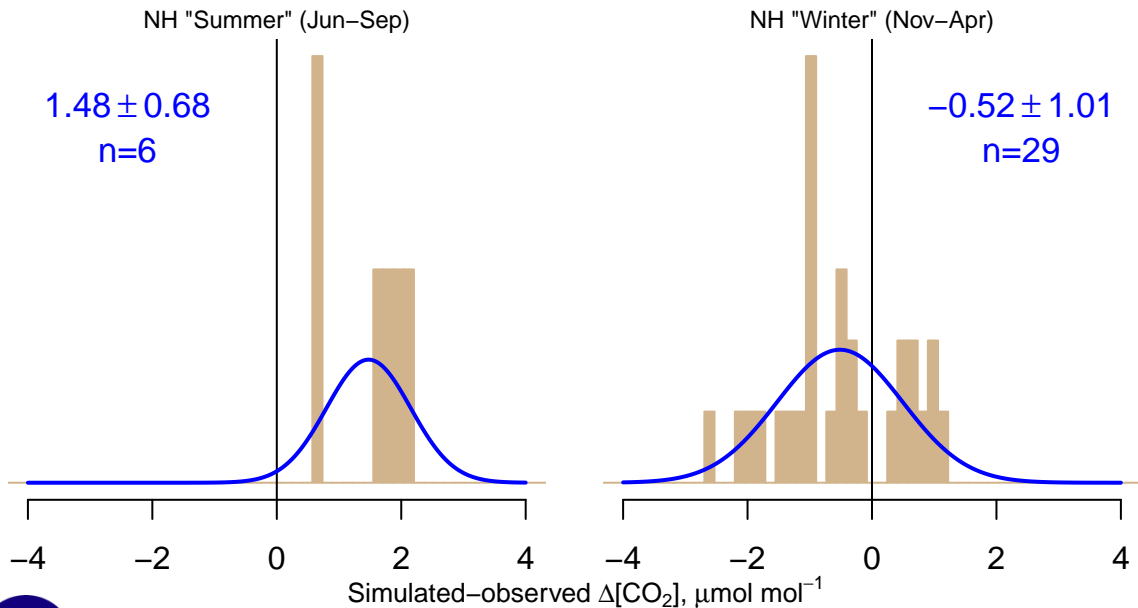 NH "Summer" (Jun−Sep)
1.48 ± 0.68
n=6
−4 −2 0 2 4
NH "Winter" (Nov−Apr)
−0.52 ± 1.01
n=29
−4 −2 0 2 4
Simulated−observed Δ[CO₂], μmol mol⁻¹